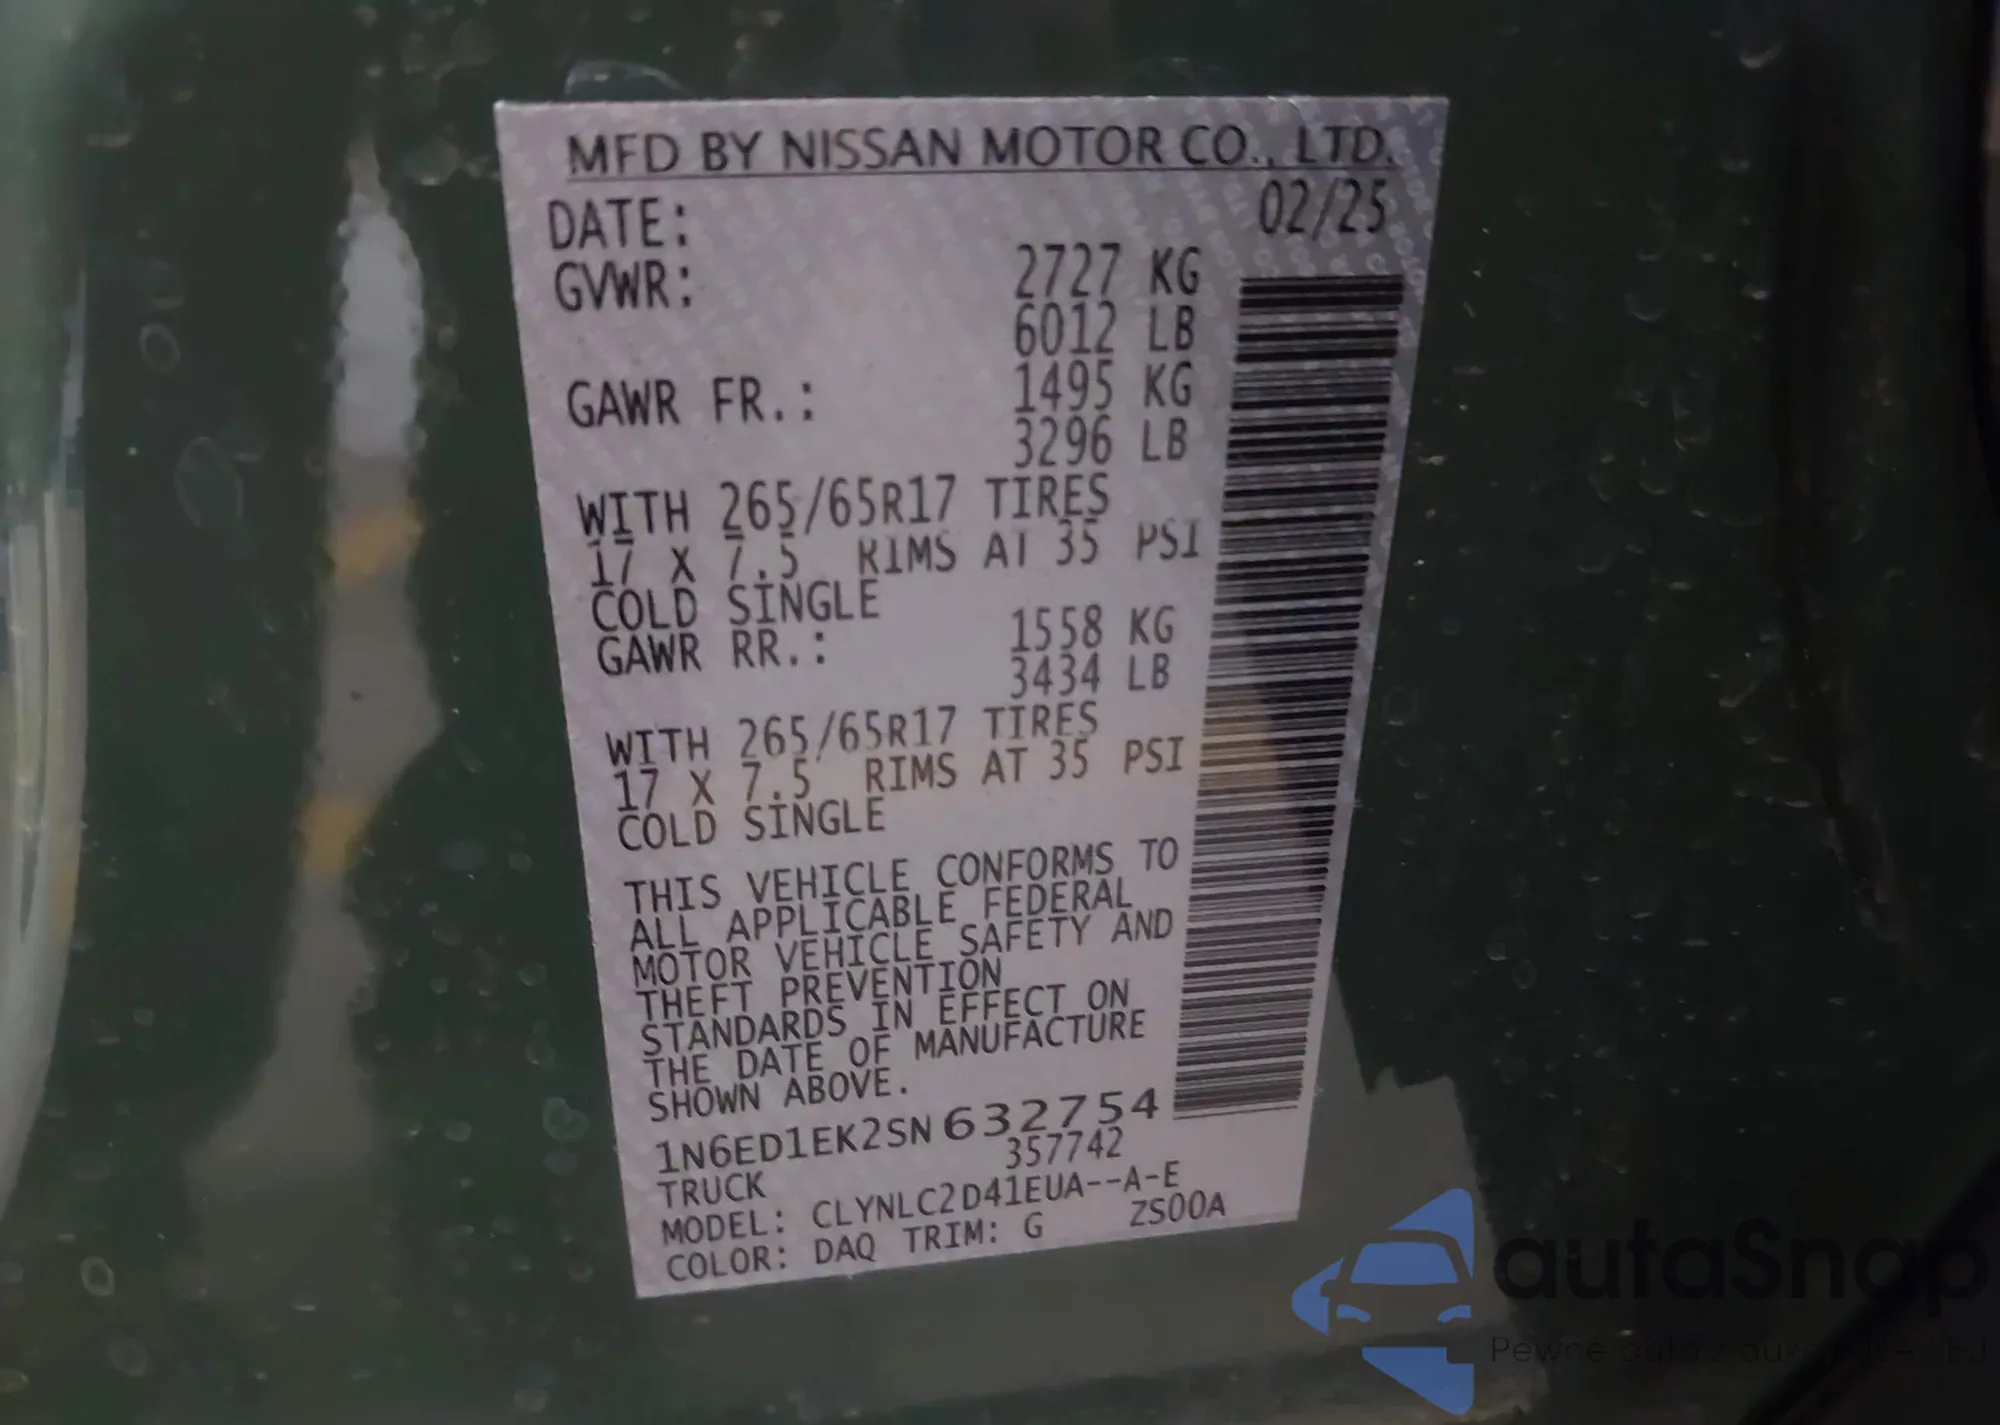 MFD BY NISSAN MOTOR CO., LTD.
DATE: 02/25
GVWR: 2727 KG
6012 LB
GAWR FR.: 1495 KG
3296 LB
WITH 265/65R17 TIRES
17 X 7.5 RIMS AT 35 PSI
COLD SINGLE
GAWR RR.: 1558 KG
3434 LB
WITH 265/65R17 TIRES
17 X 7.5 RIMS AT 35 PSI
COLD SINGLE
THIS VEHICLE CONFORMS TO
ALL APPLICABLE FEDERAL
MOTOR VEHICLE SAFETY AND
THEFT PREVENTION
STANDARDS IN EFFECT ON
THE DATE OF MANUFACTURE
SHOWN ABOVE.
1N6ED1EK2SN632754
TRUCK 357742
MODEL: CLYNLC2D41EUA--A-E
COLOR: DAQ TRIM: G ZS00A
autaSnap
Pewne auta z